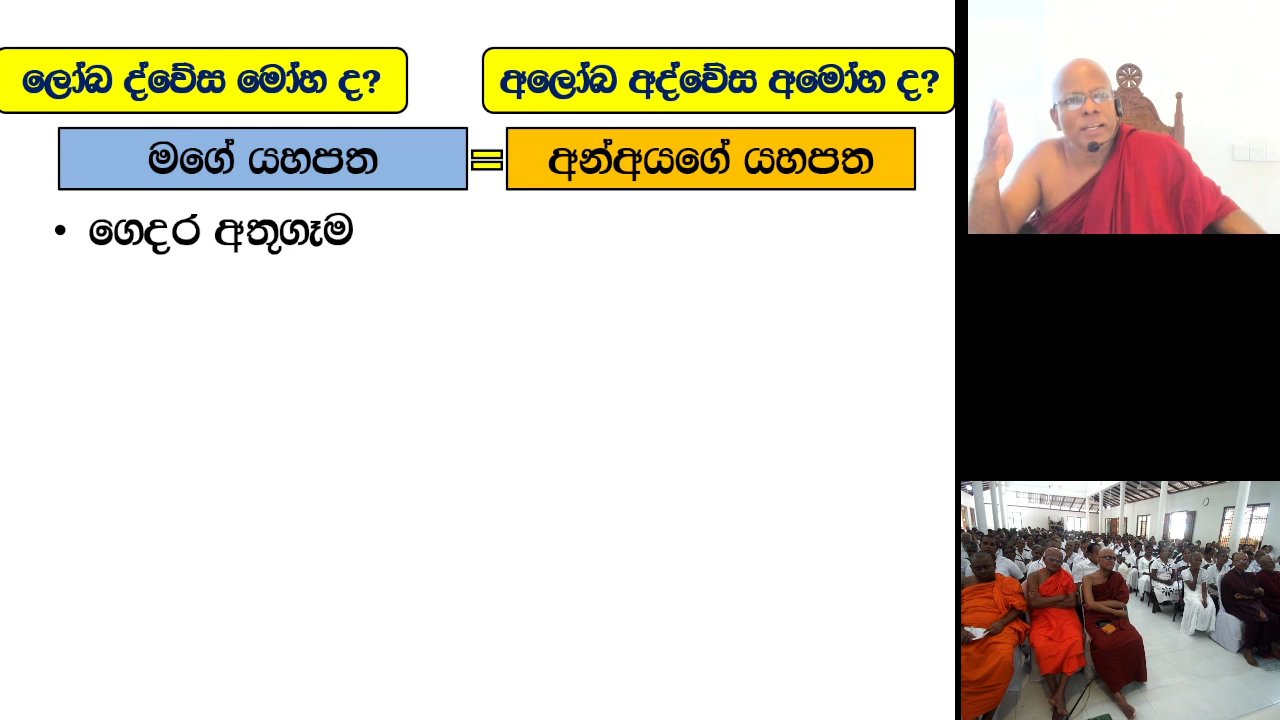 ලෝබ ද්වේස මෝහ ද?
අලෝබ අද්වේස අමෝහ ද?
මගේ යහපත = අන්අයගේ යහපත
• ගෙදර අතුගෑම